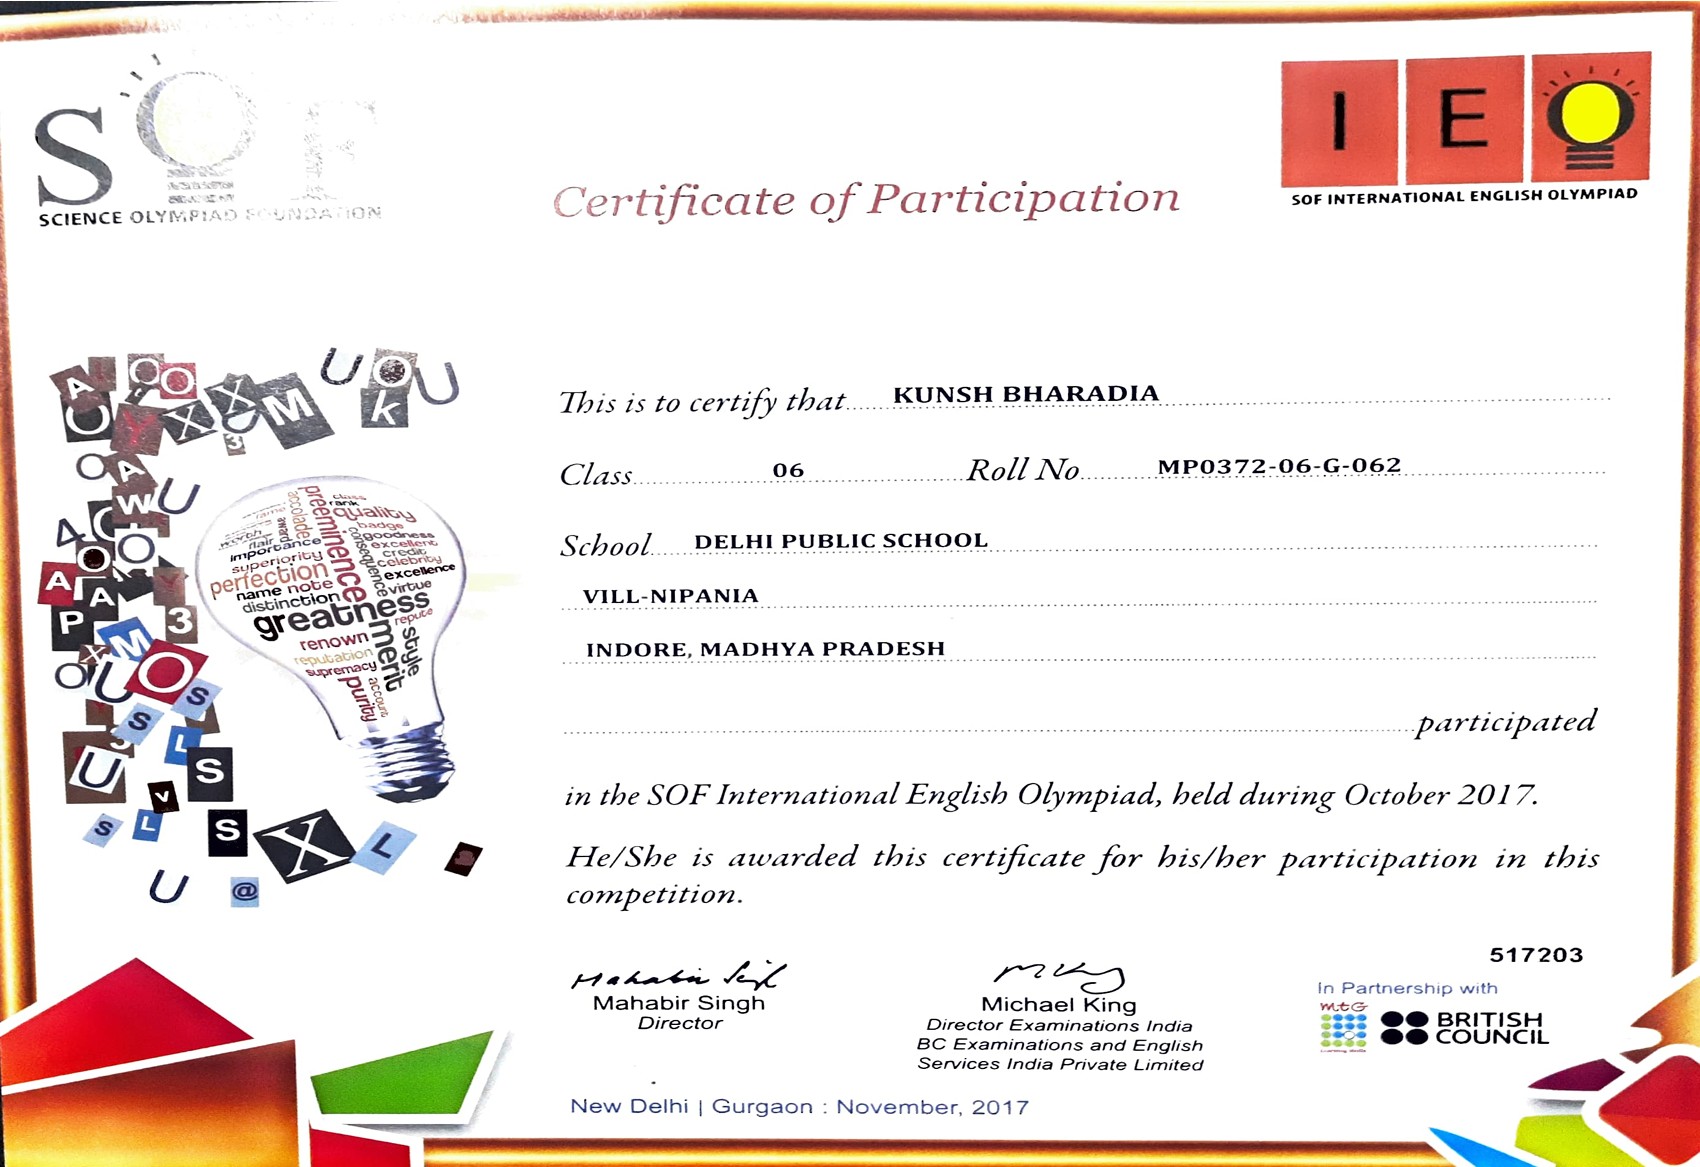 SOF
SCIENCE OLYMPIAD FOUNDATION
I E O
SOF INTERNATIONAL ENGLISH OLYMPIAD
Certificate of Participation
This is to certify that KUNSH BHARADIA
Class 06 Roll No MP0372-06-G-062
School DELHI PUBLIC SCHOOL
VILL-NIPANIA
INDORE, MADHYA PRADESH
participated
in the SOF International English Olympiad, held during October 2017.
He/She is awarded this certificate for his/her participation in this
competition.
class
rank
preeminence
accolade
quality
badge
goodness
excellent
credit
celebrity
consequence
worth
flair
importance
superiority
perfection
excellence
name note
virtue
distinction
greatness
repute
renown
merit
style
reputation
supremacy
account
purity
517203
Mahabir Singh
Mahabir Singh
Director
MKing
Michael King
Director Examinations India
BC Examinations and English
Services India Private Limited
In Partnership with
mtG
BRITISH
COUNCIL
New Delhi | Gurgaon : November, 2017